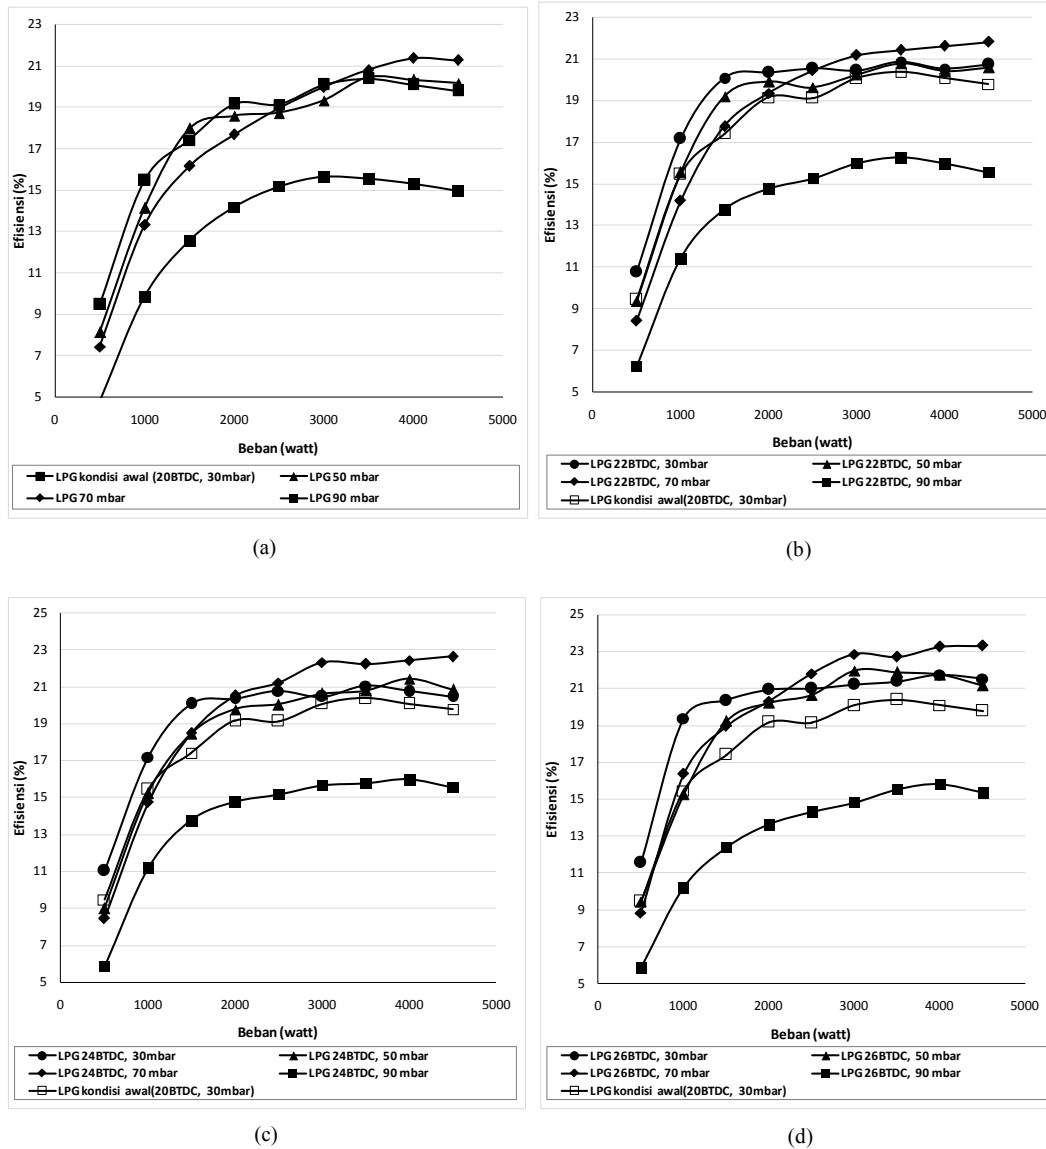 23
21
19
17
15
13
11
9
7
5
Efisiensi (%)
0 1000 2000 3000 4000 5000
Beban (watt)
LPG kondisi awal (20BTDC, 30mbar) LPG 50 mbar
LPG 70 mbar LPG 90 mbar
(a)
23
21
19
17
15
13
11
9
7
5
Efisiensi (%)
0 1000 2000 3000 4000 5000
Beban (watt)
LPG 22BTDC, 30mbar LPG 22BTDC, 50 mbar
LPG 22BTDC, 70 mbar LPG 22BTDC, 90 mbar
LPG kondisi awal(20BTDC, 30mbar)
(b)
25
23
21
19
17
15
13
11
9
7
5
Efisiensi (%)
0 1000 2000 3000 4000 5000
Beban (watt)
LPG 24BTDC, 30mbar LPG 24BTDC, 50 mbar
LPG 24BTDC, 70 mbar LPG 24BTDC, 90 mbar
LPG kondisi awal(20BTDC, 30mbar)
(c)
25
23
21
19
17
15
13
11
9
7
5
Efisiensi (%)
0 1000 2000 3000 4000 5000
Beban (watt)
LPG 26BTDC, 30mbar LPG 26BTDC, 50 mbar
LPG 26BTDC, 70 mbar LPG 26BTDC, 90 mbar
LPG kondisi awal(20BTDC, 30mbar)
(d)